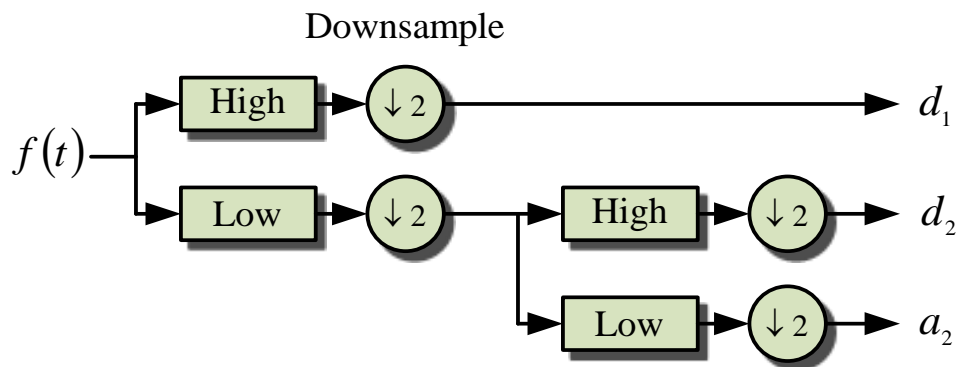 Downsample
High
↓ 2
d₁
f(t)
Low
↓ 2
High
↓ 2
d₂
Low
↓ 2
a₂